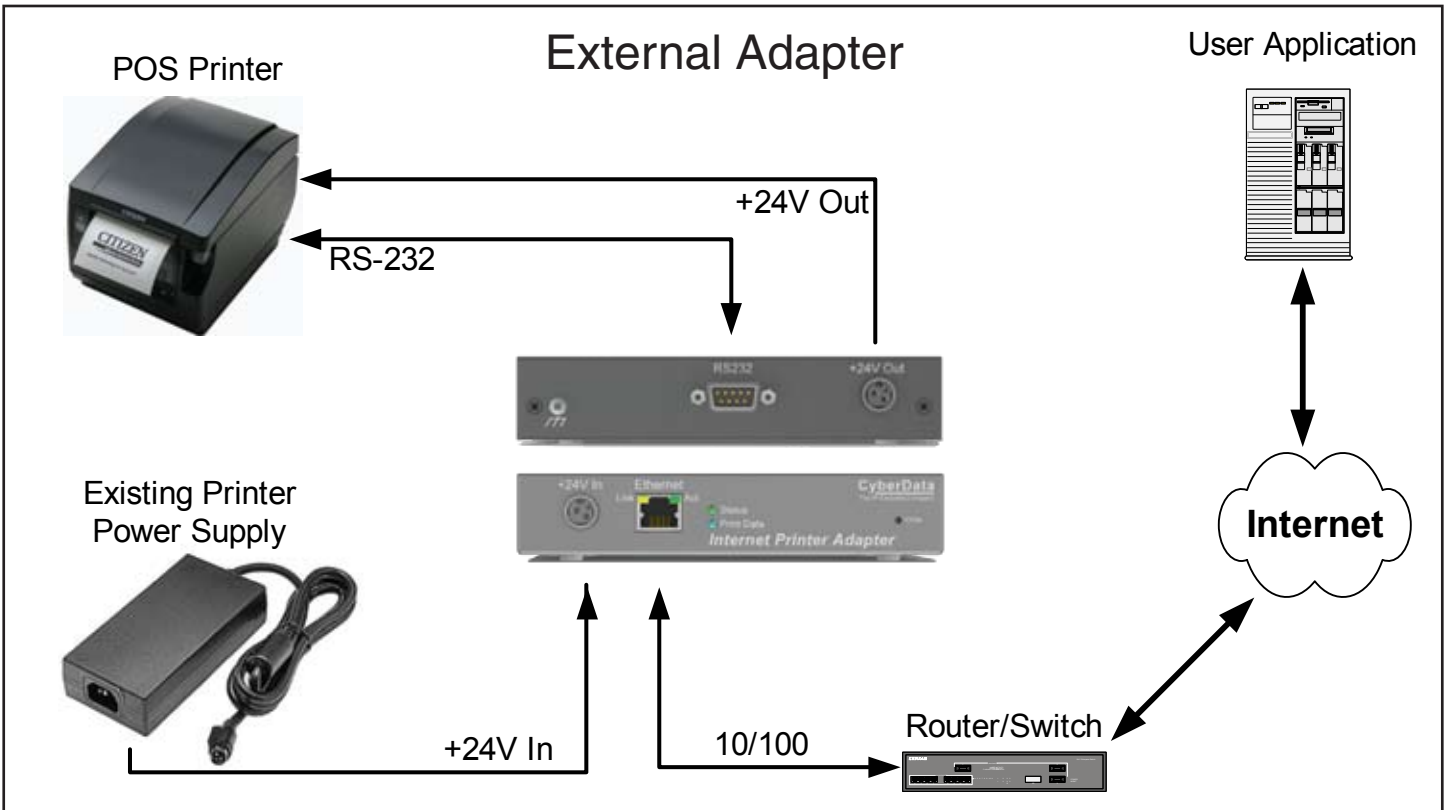 External Adapter
POS Printer
User Application
+24V Out
RS-232
RS232
+24V Out
CITIZEN
Existing Printer
Power Supply
+24V In
Ethernet
Link
Act
Status
Print Data
CyberData
Internet Printer Adapter
Internet
+24V In
10/100
Router/Switch